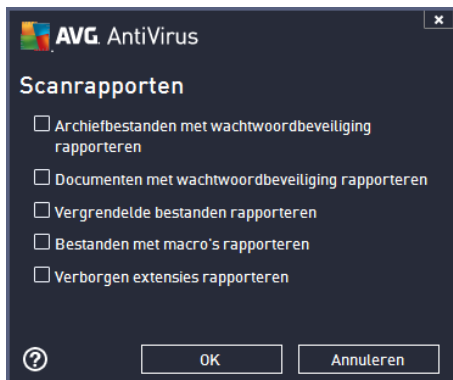 AVG. AntiVirus
Scanrapporten
Archiefbestanden met wachtwoordbeveiliging
rapporteren
Documenten met wachtwoordbeveiliging rapporteren
Vergrendelde bestanden rapporteren
Bestanden met macro's rapporteren
Verborgen extensies rapporteren
? OK Annuleren